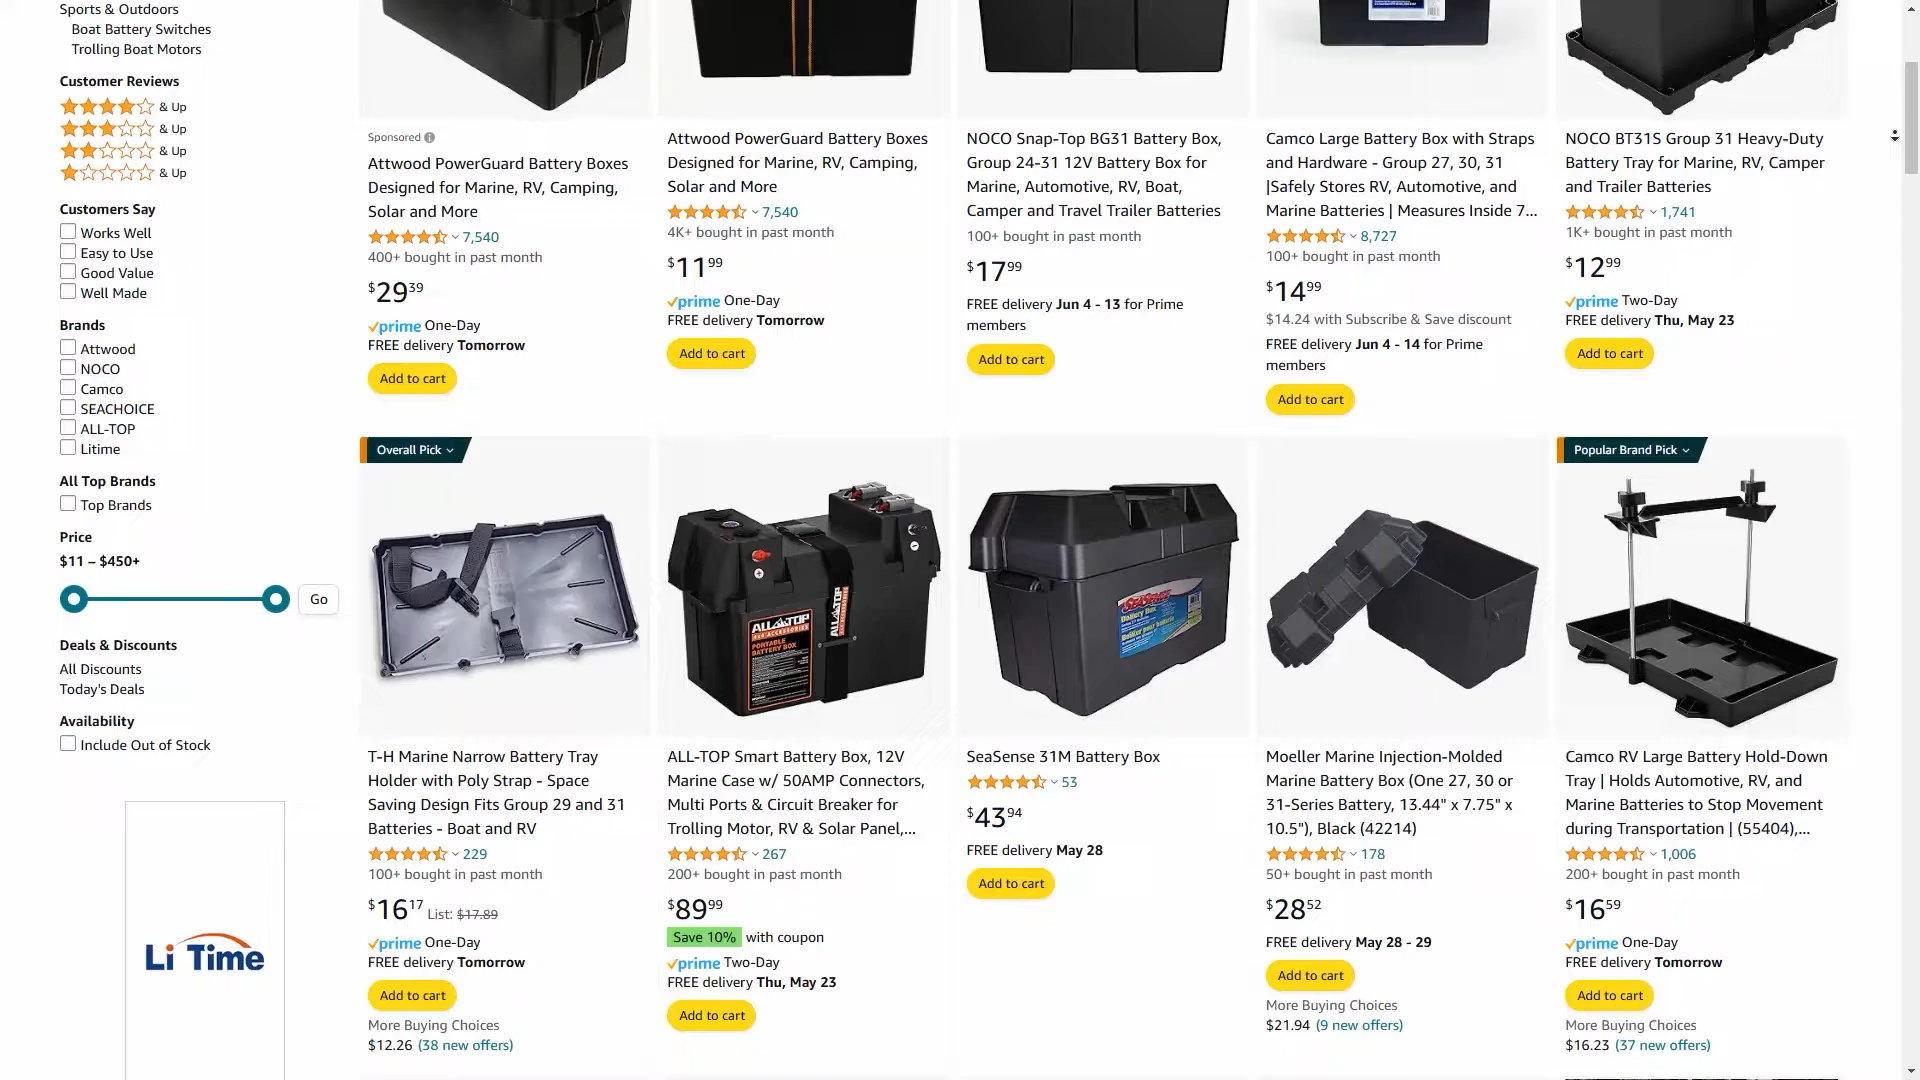 Sports & Outdoors
Boat Battery Switches
Trolling Boat Motors
Customer Reviews
& Up
& Up
& Up
& Up
Customers Say
Works Well
Easy to Use
Good Value
Well Made
Brands
Attwood
NOCO
Camco
SEACHOICE
ALL-TOP
Litime
All Top Brands
Top Brands
Price
$11 – $450+
Go
Deals & Discounts
All Discounts
Today's Deals
Availability
Include Out of Stock
Li Time
Sponsored
Attwood PowerGuard Battery Boxes
Designed for Marine, RV, Camping,
Solar and More
7,540
400+ bought in past month
$29 39
prime One-Day
FREE delivery Tomorrow
Add to cart
Attwood PowerGuard Battery Boxes
Designed for Marine, RV, Camping,
Solar and More
7,540
4K+ bought in past month
$11 99
prime One-Day
FREE delivery Tomorrow
Add to cart
NOCO Snap-Top BG31 Battery Box,
Group 24-31 12V Battery Box for
Marine, Automotive, RV, Boat,
Camper and Travel Trailer Batteries
100+ bought in past month
$17 99
FREE delivery Jun 4 - 13 for Prime
members
Add to cart
Camco Large Battery Box with Straps
and Hardware - Group 27, 30, 31
|Safely Stores RV, Automotive, and
Marine Batteries | Measures Inside 7...
8,727
100+ bought in past month
$14 99
$14.24 with Subscribe & Save discount
FREE delivery Jun 4 - 14 for Prime
members
Add to cart
NOCO BT31S Group 31 Heavy-Duty
Battery Tray for Marine, RV, Camper
and Trailer Batteries
1,741
1K+ bought in past month
$12 99
prime Two-Day
FREE delivery Thu, May 23
Add to cart
Overall Pick
T-H Marine Narrow Battery Tray
Holder with Poly Strap - Space
Saving Design Fits Group 29 and 31
Batteries - Boat and RV
229
100+ bought in past month
$16 17 List: $17.89
prime One-Day
FREE delivery Tomorrow
Add to cart
More Buying Choices
$12.26 (38 new offers)
ALL-TOP
PORTABLE
BATTERY BOX
ALL-TOP
ALL-TOP Smart Battery Box, 12V
Marine Case w/ 50AMP Connectors,
Multi Ports & Circuit Breaker for
Trolling Motor, RV & Solar Panel,...
267
200+ bought in past month
$89 99
Save 10% with coupon
prime Two-Day
FREE delivery Thu, May 23
Add to cart
SeaSense
Battery Box
SeaSense 31M Battery Box
53
$43 94
FREE delivery May 28
Add to cart
Moeller Marine Injection-Molded
Marine Battery Box (One 27, 30 or
31-Series Battery, 13.44" x 7.75" x
10.5"), Black (42214)
178
50+ bought in past month
$28 52
FREE delivery May 28 - 29
Add to cart
More Buying Choices
$21.94 (9 new offers)
Popular Brand Pick
Camco RV Large Battery Hold-Down
Tray | Holds Automotive, RV, and
Marine Batteries to Stop Movement
during Transportation | (55404),...
1,006
200+ bought in past month
$16 59
prime One-Day
FREE delivery Tomorrow
Add to cart
More Buying Choices
$16.23 (37 new offers)